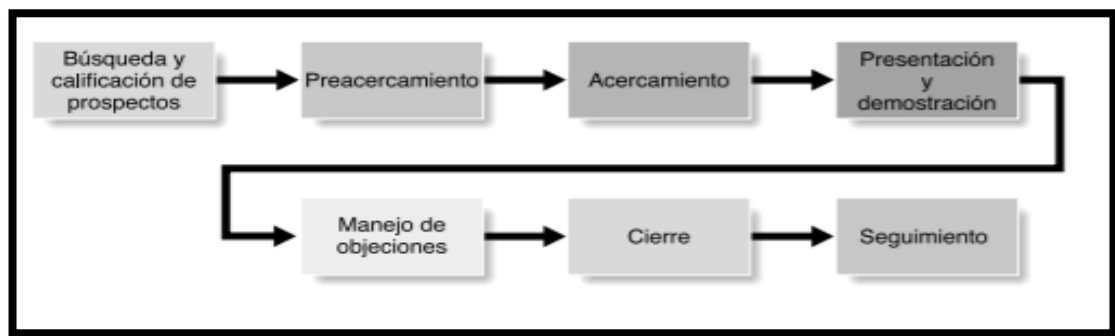 Búsqueda y
calificación de
prospectos
Preacercamiento
Acercamiento
Presentación
y
demostración
Manejo de
objeciones
Cierre
Seguimiento